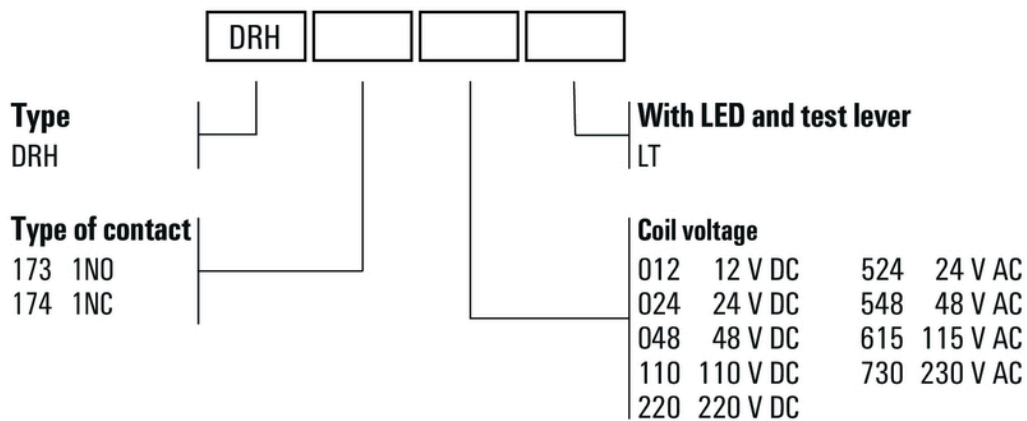 DRH
Type
DRH
With LED and test lever
LT
Type of contact
173 1NO
174 1NC
Coil voltage
012 12 V DC 524 24 V AC
024 24 V DC 548 48 V AC
048 48 V DC 615 115 V AC
110 110 V DC 730 230 V AC
220 220 V DC